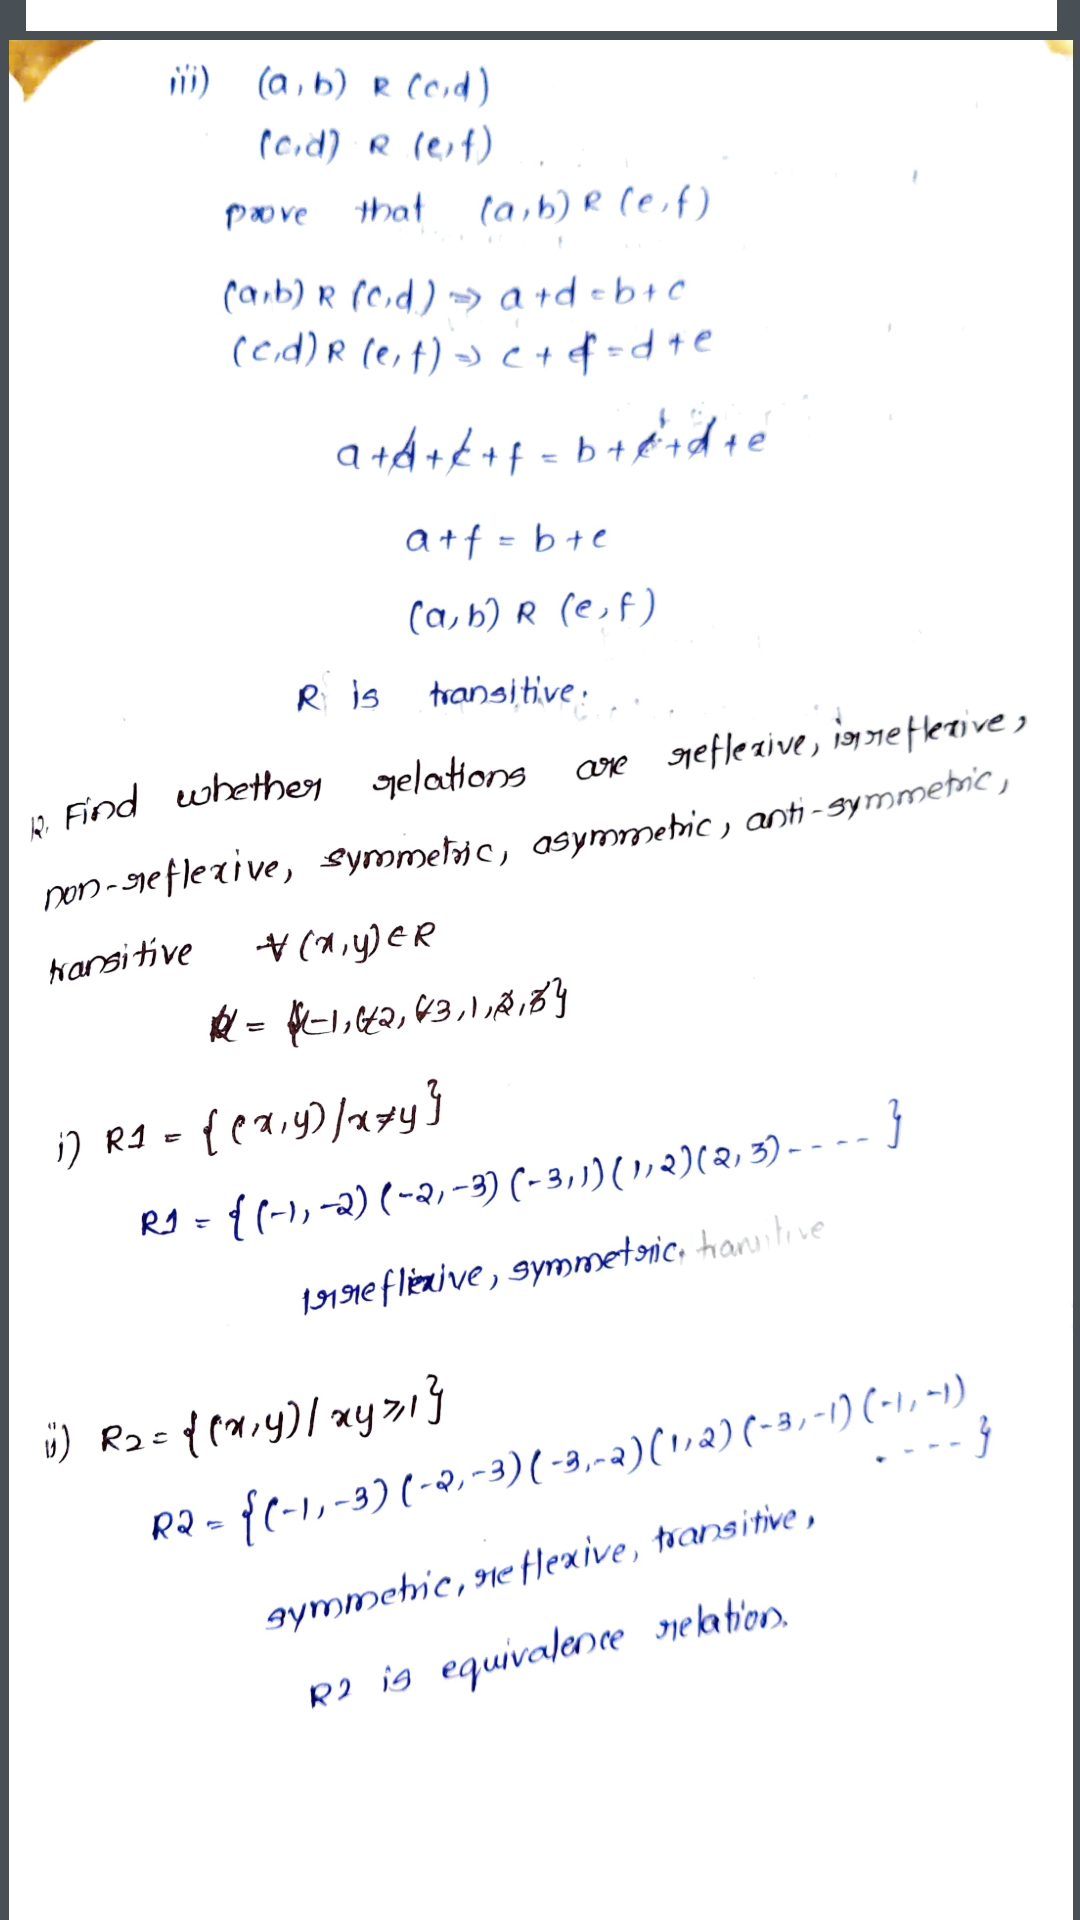 iii) (a,b) R (c,d)
(c,d) R (e,f)
prove that (a,b) R (e,f)
(a,b) R (c,d) ⇒ a+d=b+c
(c,d) R (e,f) ⇒ c+f=d+e
a+d+c+f = b+c+d+e
a+f = b+e
(a,b) R (e,f)
R is transitive.
12. Find whether relations are reflexive, irreflexive,
non-reflexive, symmetric, asymmetric, anti-symmetric,
transitive ∀ (x,y) ∈ R
= {-1,-2,-3,1,2,3}
i) R1 = {(x,y)/x≠y}
R1 = {(-1,-2) (-2,-3) (-3,1) (1,2) (2,3) ----- }
Irreflexive, symmetric. transitive
ii) R2 = {(x,y)/ xy⩾1}
R2 = {(-1,-3) (-2,-3) (-3,-2) (1,2) (-3,-1) (-1,-1)
. ---- }
symmetric, reflexive, transitive,
R2 is equivalence relation.